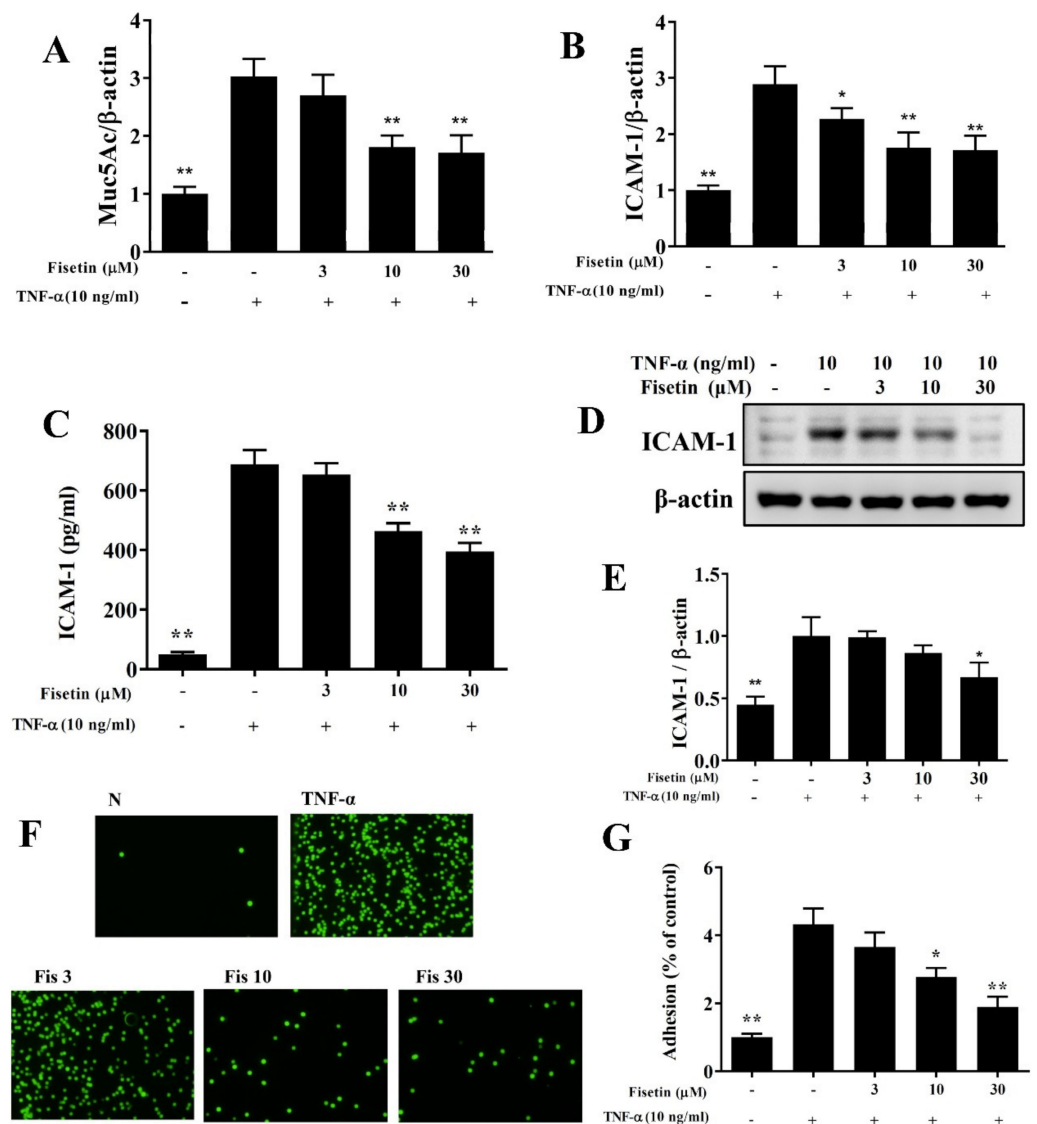 A
Muc5Ac/β-actin
4
3
2
1
0
**
**
**
Fisetin (μM) - - 3 10 30
TNF-α(10 ng/ml) - + + + +
B
ICAM-1/β-actin
4
3
2
1
0
**
*
**
**
Fisetin (μM) - - 3 10 30
TNF-α(10 ng/ml) - + + + +
C
ICAM-1 (pg/ml)
800
600
400
200
0
**
**
**
Fisetin (μM) - - 3 10 30
TNF-α(10 ng/ml) - + + + +
TNF-α (ng/ml) - 10 10 10 10
Fisetin (μM) - - 3 10 30
D
ICAM-1
β-actin
E
ICAM-1 / β-actin
1.5
1.0
0.5
0.0
**
*
Fisetin (μM) - - 3 10 30
TNF-α (10 ng/ml) - + + + +
F
N TNF-α
Fis 3 Fis 10 Fis 30
G
Adhesion (% of control)
6
4
2
0
**
*
**
Fisetin (μM) - - 3 10 30
TNF-α (10 ng/ml) - + + + +